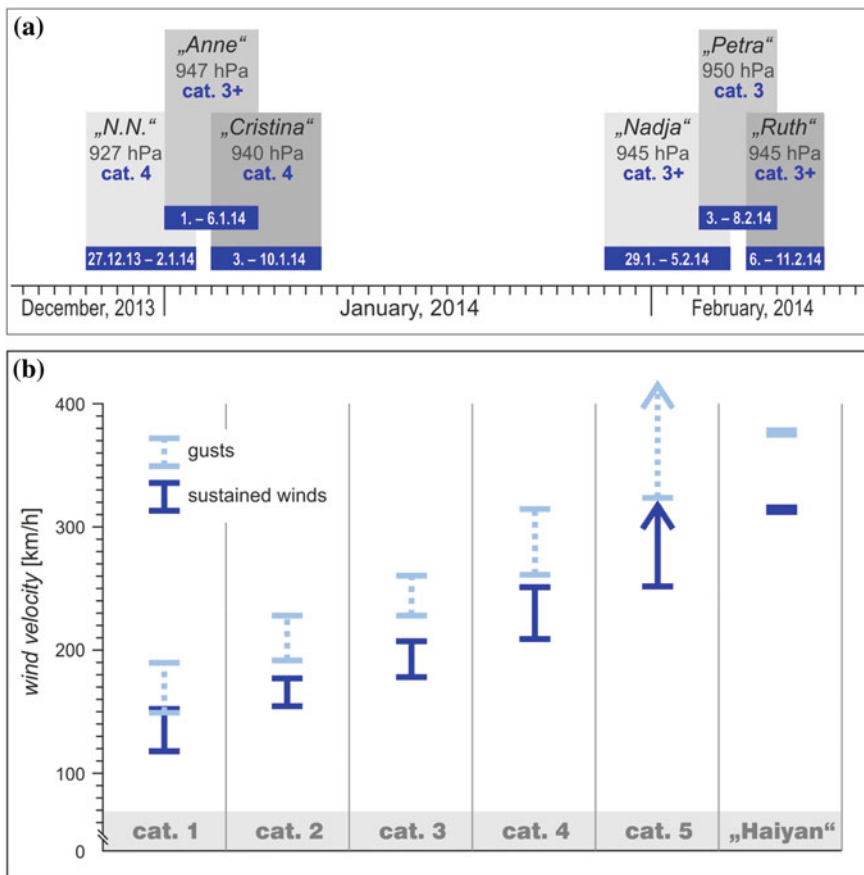 (a)
„Anne“
947 hPa
cat. 3+
„Petra“
950 hPa
cat. 3
„N.N.“
927 hPa
cat. 4
„Cristina“
940 hPa
cat. 4
„Nadja“
945 hPa
cat. 3+
„Ruth“
945 hPa
cat. 3+
1. – 6.1.14
3. – 8.2.14
27.12.13 – 2.1.14
3. – 10.1.14
29.1. – 5.2.14
6. – 11.2.14
December, 2013
January, 2014
February, 2014
(b)
wind velocity [km/h]
400
300
200
100
0
gusts
sustained winds
cat. 1
cat. 2
cat. 3
cat. 4
cat. 5
„Haiyan“